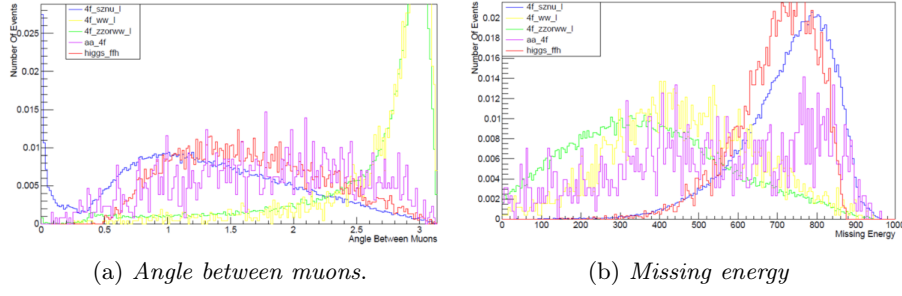 Number Of Events
4f_sznu_l
4f_ww_l
4f_zzorww_l
aa_4f
higgs_ffh
0.025
0.02
0.015
0.01
0.005
0
0 0.5 1 1.5 2 2.5 3
Angle Between Muons
(a) Angle between muons.
Number Of Events
4f_sznu_l
4f_ww_l
4f_zzorww_l
aa_4f
higgs_ffh
0.02
0.018
0.016
0.014
0.012
0.01
0.008
0.006
0.004
0.002
0
0 100 200 300 400 500 600 700 800 900 1000
Missing Energy
(b) Missing energy